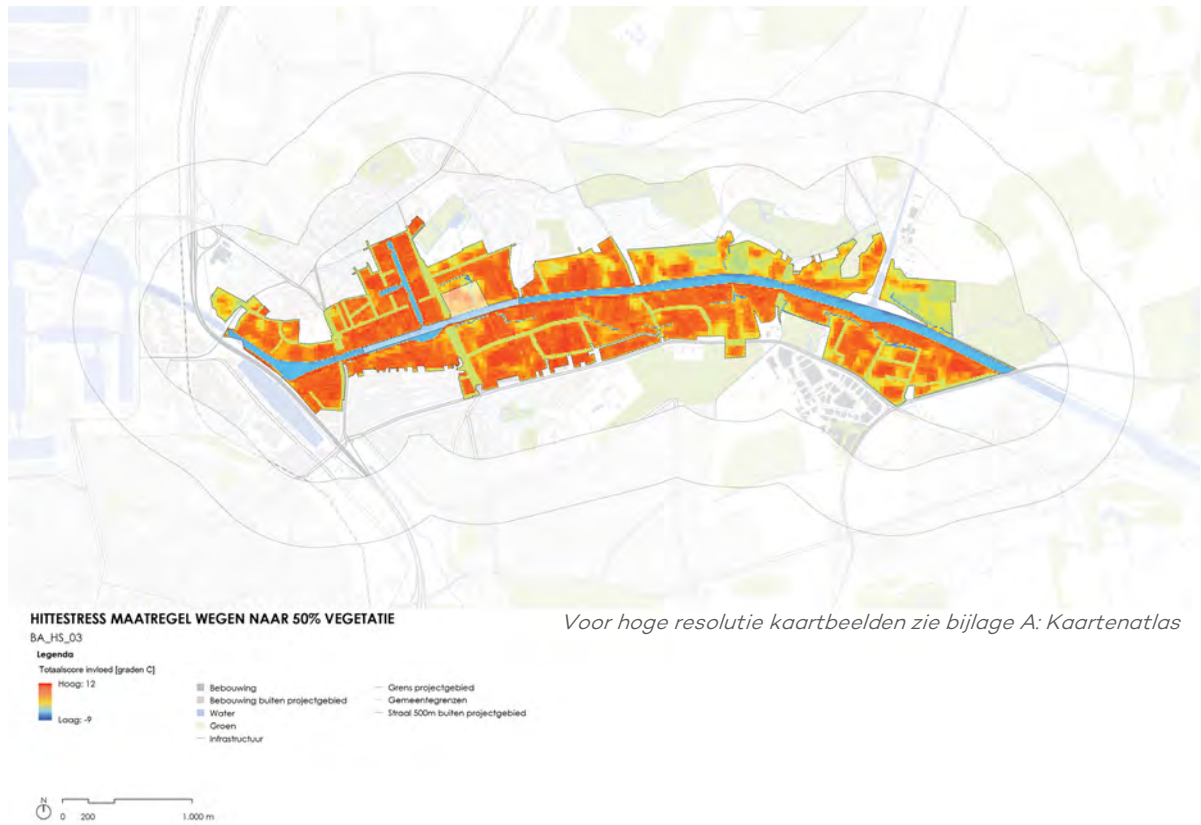 HITTESTRESS MAATREGEL WEGEN NAAR 50% VEGETATIE
Voor hoge resolutie kaartbeelden zie bijlage A: Kaartenatlas
BA_HS_03
Legenda
Totaalscore invloed [graden C]
Hoog: 12
Laag: -9
Bebouwing
Bebouwing buiten projectgebied
Water
Groen
Infrastructuur
Grens projectgebied
Gemeentegrenzen
Straal 500m buiten projectgebied
N
0 200 1.000 m